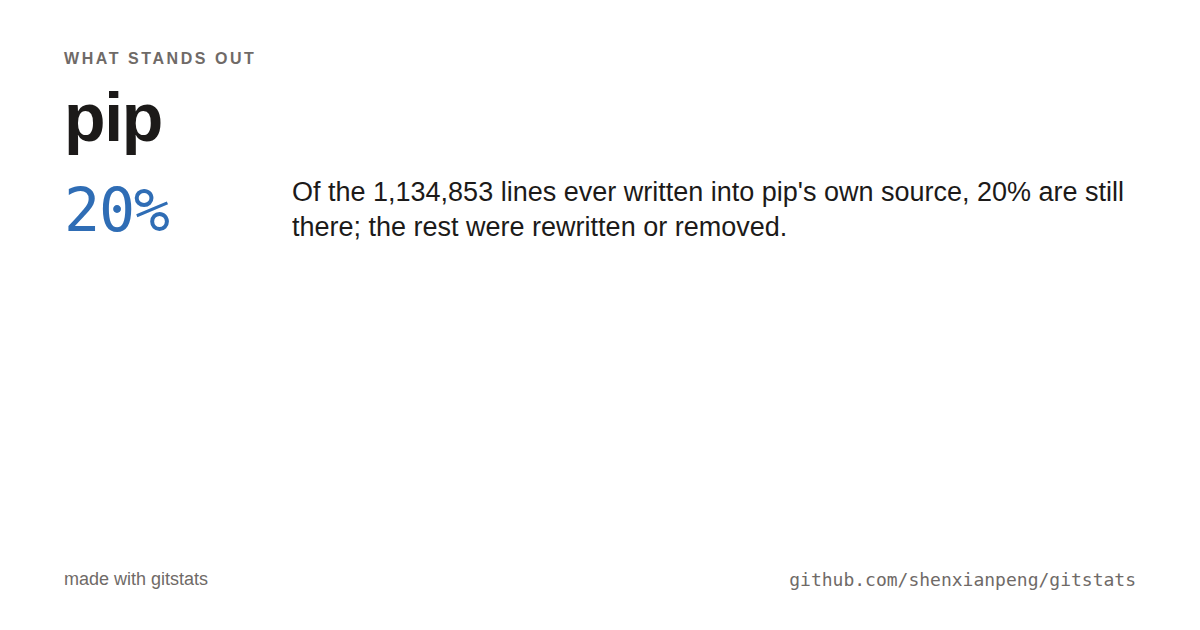 WHAT STANDS OUT
pip
20%
Of the 1,134,853 lines ever written into pip's own source, 20% are still
there; the rest were rewritten or removed.
made with gitstats
github.com/shenxianpeng/gitstats